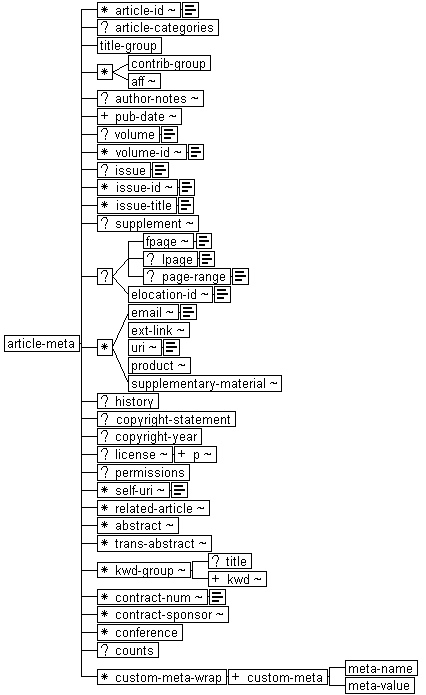 * article-id ~
? article-categories
title-group
*
contrib-group
aff ~
? author-notes ~
+ pub-date ~
? volume
* volume-id ~
? issue
* issue-id ~
* issue-title
? supplement ~
fpage ~
? lpage
? page-range
?
elocation-id ~
email ~
ext-link ~
article-meta
*
uri ~
product ~
supplementary-material ~
? history
? copyright-statement
? copyright-year
? license ~ + p ~
? permissions
* self-uri ~
* related-article ~
* abstract ~
* trans-abstract ~
* kwd-group ~
? title
+ kwd ~
* contract-num ~
* contract-sponsor ~
* conference
? counts
* custom-meta-wrap + custom-meta
meta-name
meta-value